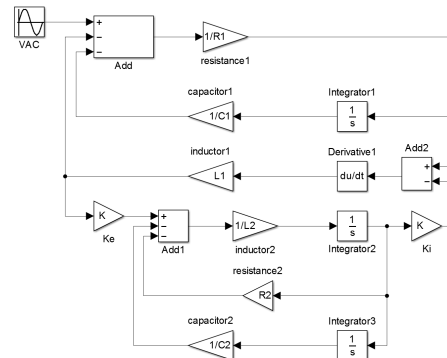 VAC
+
−
−
Add
1/R1
resistance1
capacitor1
1/C1
Integrator1
1
s
inductor1
L1
Derivative1
du/dt
Add2
+
−
K
Ke
+
−
−
Add1
1/L2
inductor2
1
s
Integrator2
K
Ki
resistance2
R2
capacitor2
1/C2
Integrator3
1
s